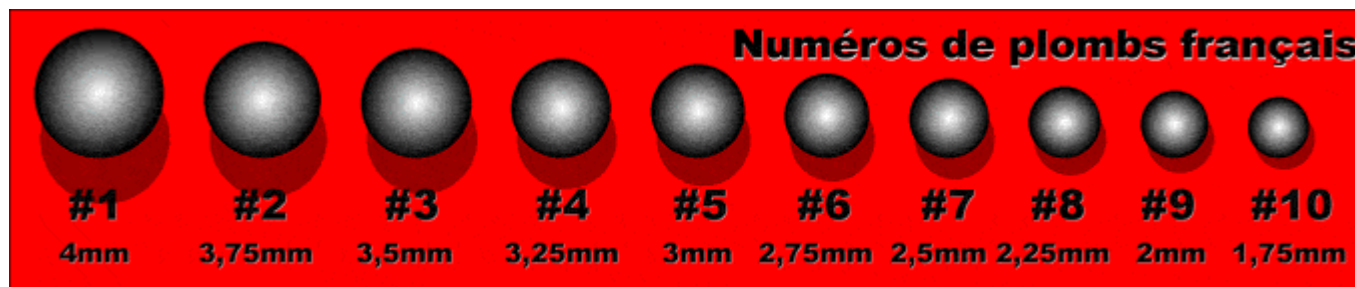 Numéros de plombs français
#1 #2 #3 #4 #5 #6 #7 #8 #9 #10
4mm 3,75mm 3,5mm 3,25mm 3mm 2,75mm 2,5mm 2,25mm 2mm 1,75mm